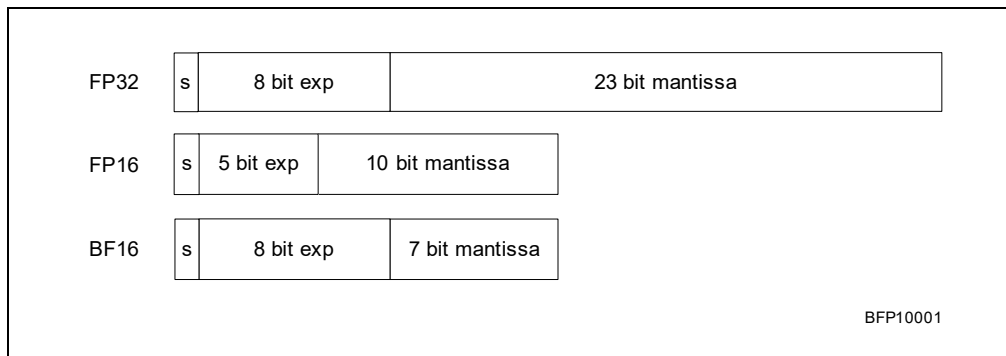 FP32 s 8 bit exp 23 bit mantissa
FP16 s 5 bit exp 10 bit mantissa
BF16 s 8 bit exp 7 bit mantissa
BFP10001